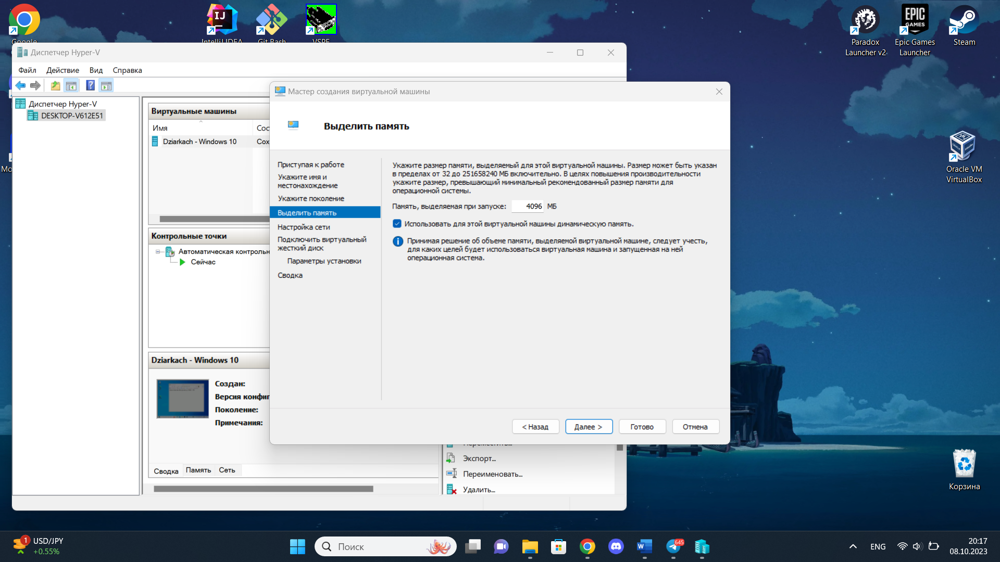 Google
IntelliJ IDEA
Git Bash
VSPE
Paradox
Launcher v2
EPIC
GAMES
Epic Games
Launcher
Steam
Диспетчер Hyper-V
Файл
Действие
Вид
Справка
Диспетчер Hyper-V
DESKTOP-V612E51
Виртуальные машины
Имя
Сос
Dziarkach - Windows 10
Сох
Контрольные точки
Автоматическая контрольн
Сейчас
Dziarkach - Windows 10
Создан:
Версия конфиг
Поколение:
Примечания:
Сводка
Память
Сеть
Мастер создания виртуальной машины
Выделить память
Приступая к работе
Укажите имя и
местонахождение
Укажите поколение
Выделить память
Настройка сети
Подключить виртуальный
жесткий диск
Параметры установки
Сводка
Укажите размер памяти, выделяемый для этой виртуальной машины. Размер может быть указан
в пределах от 32 до 251658240 МБ включительно. В целях повышения производительности
укажите размер, превышающий минимальный рекомендованный размер памяти для
операционной системы.
Память, выделяемая при запуске:
4096
МБ
Использовать для этой виртуальной машины динамическую память.
Принимая решение об объеме памяти, выделяемой виртуальной машине, следует учесть,
для каких целей будет использоваться виртуальная машина и запущенная на ней
операционная система.
< Назад
Далее >
Готово
Отмена
Переместить...
Экспорт...
Переименовать...
Удалить...
Oracle VM
VirtualBox
Корзина
Mo
1
USD/JPY
+0.55%
Поиск
645
ENG
20:17
08.10.2023